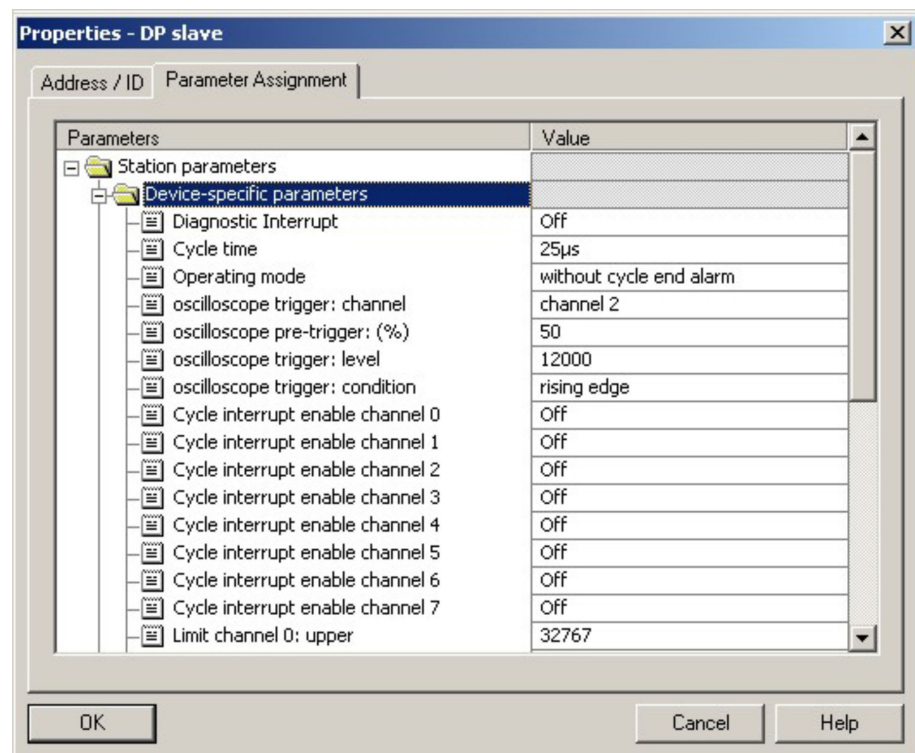 Properties - DP slave
Address / ID Parameter Assignment
Parameters Value
Station parameters
Device-specific parameters
Diagnostic Interrupt Off
Cycle time 25µs
Operating mode without cycle end alarm
oscilloscope trigger: channel channel 2
oscilloscope pre-trigger: (%) 50
oscilloscope trigger: level 12000
oscilloscope trigger: condition rising edge
Cycle interrupt enable channel 0 Off
Cycle interrupt enable channel 1 Off
Cycle interrupt enable channel 2 Off
Cycle interrupt enable channel 3 Off
Cycle interrupt enable channel 4 Off
Cycle interrupt enable channel 5 Off
Cycle interrupt enable channel 6 Off
Cycle interrupt enable channel 7 Off
Limit channel 0: upper 32767
OK Cancel Help